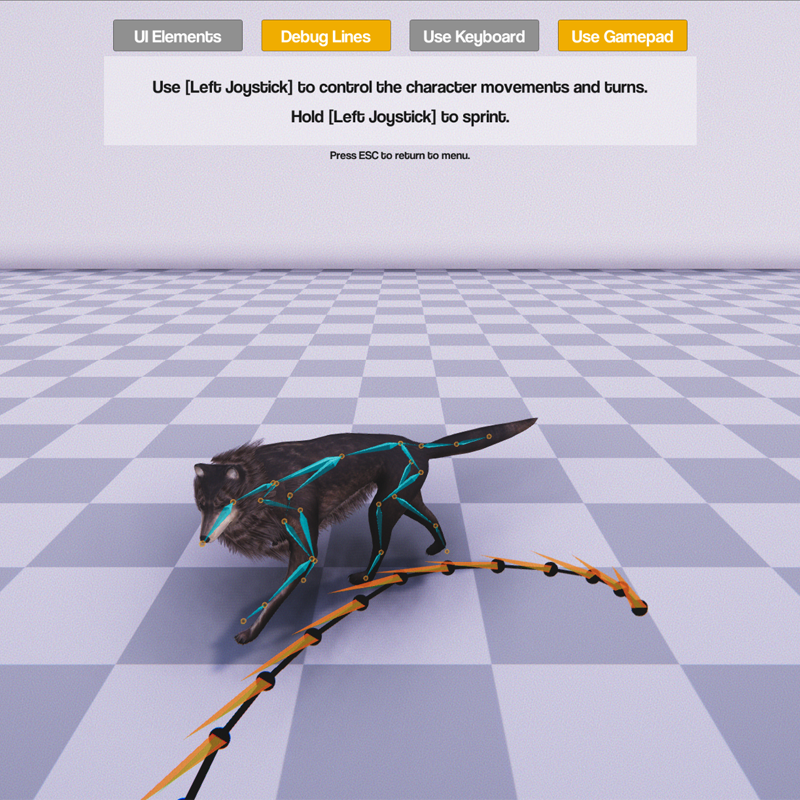 UI Elements Debug Lines Use Keyboard Use Gamepad
Use [Left Joystick] to control the character movements and turns.
Hold [Left Joystick] to sprint.
Press ESC to return to menu.